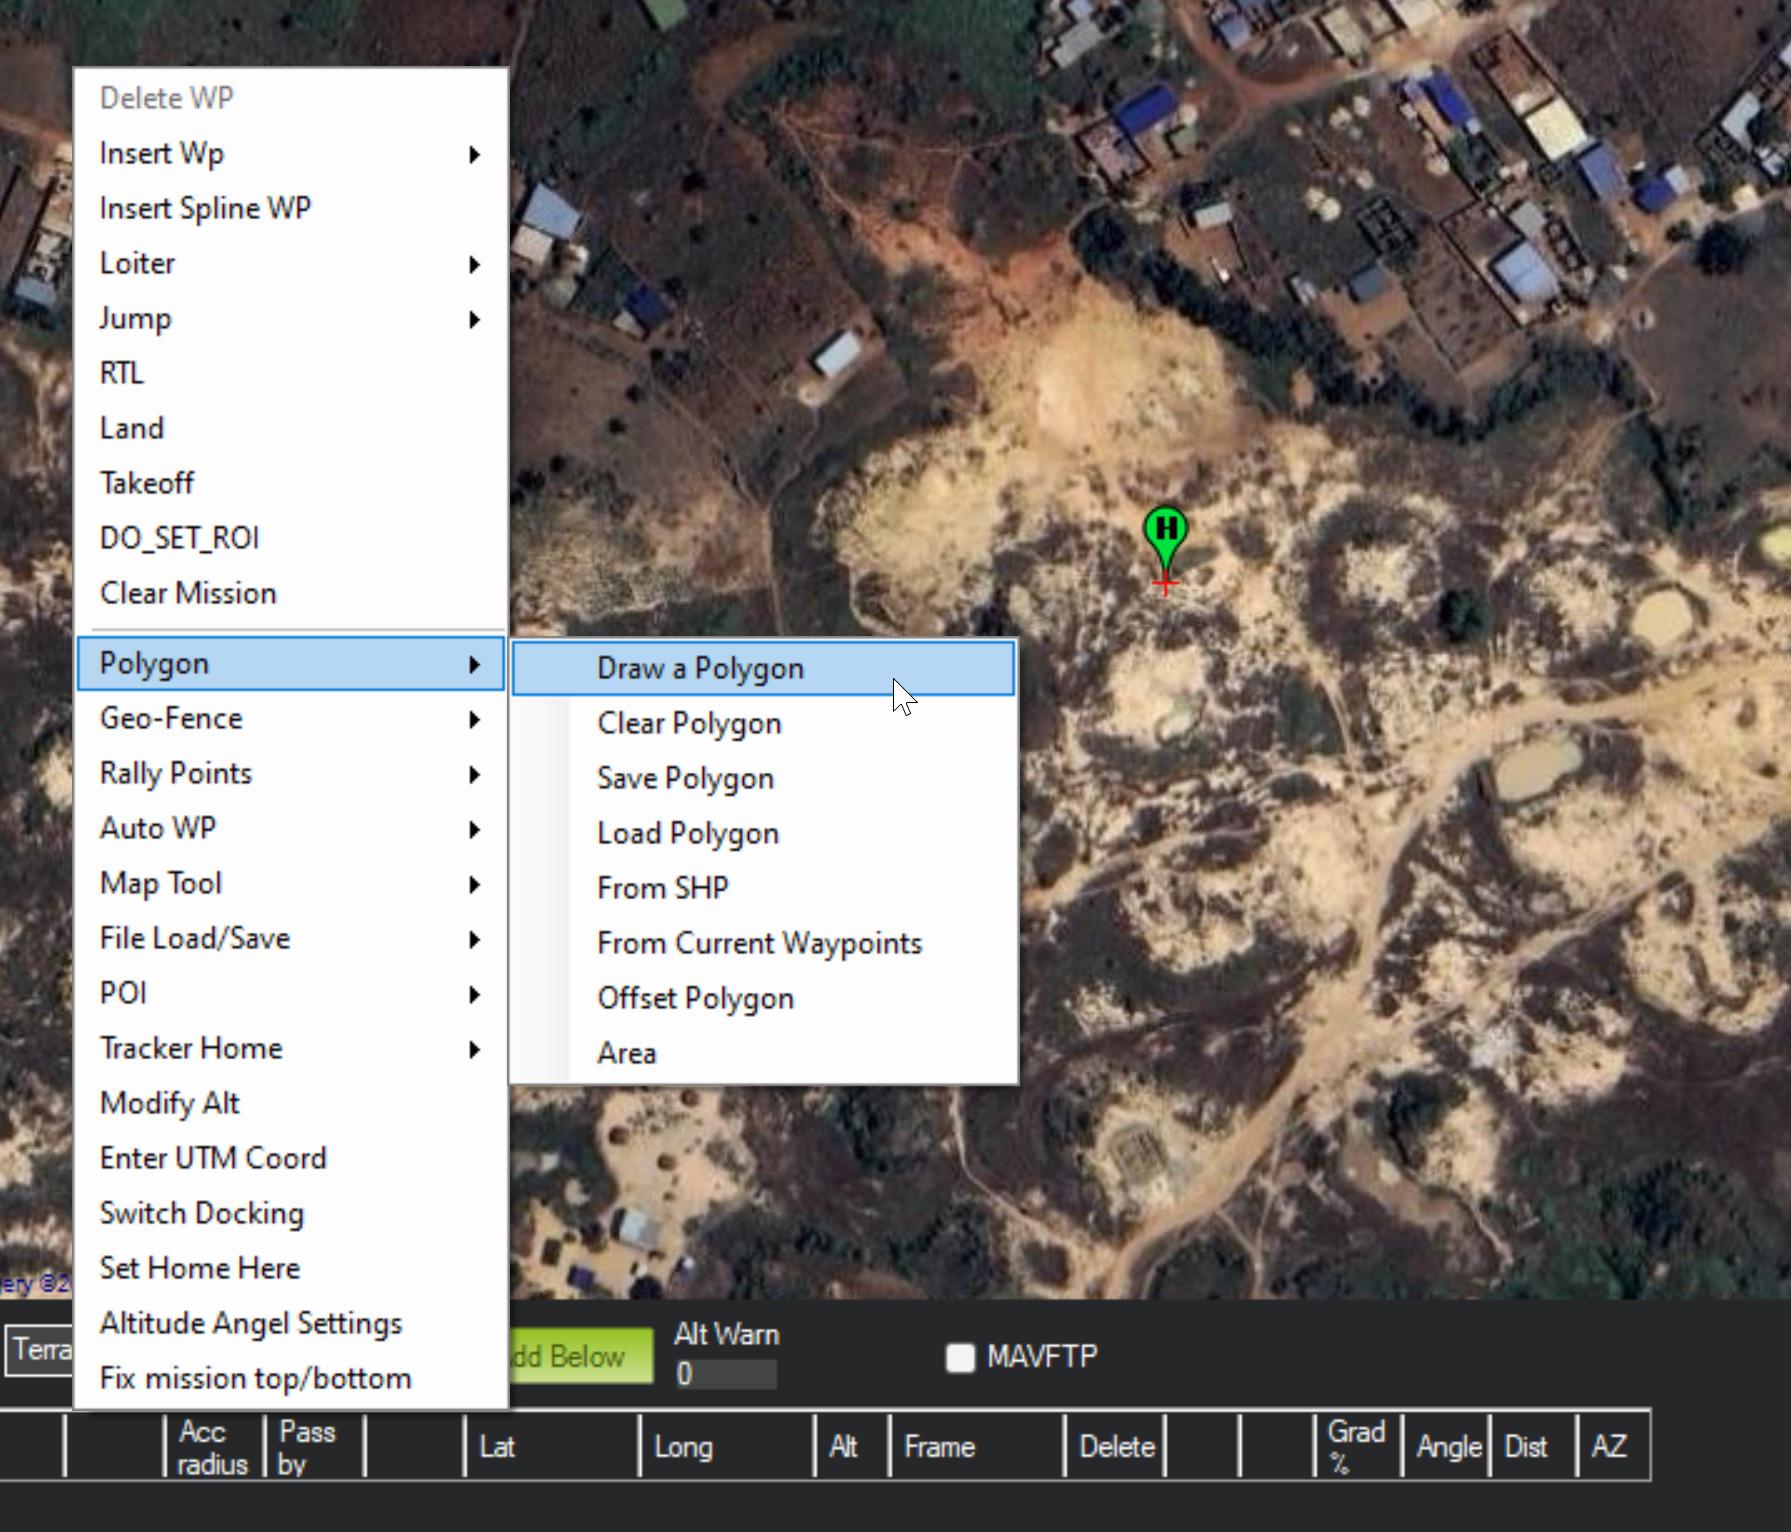 Delete WP
Insert Wp
Insert Spline WP
Loiter
Jump
RTL
Land
Takeoff
DO_SET_ROI
Clear Mission
Polygon
Geo-Fence
Rally Points
Auto WP
Map Tool
File Load/Save
POI
Tracker Home
Modify Alt
Enter UTM Coord
Switch Docking
Set Home Here
Altitude Angel Settings
Fix mission top/bottom
Draw a Polygon
Clear Polygon
Save Polygon
Load Polygon
From SHP
From Current Waypoints
Offset Polygon
Area
H
ery ©2
Terra
dd Below
Alt Warn
0
MAVFTP
Acc radius
Pass by
Lat
Long
Alt
Frame
Delete
Grad %
Angle
Dist
AZ